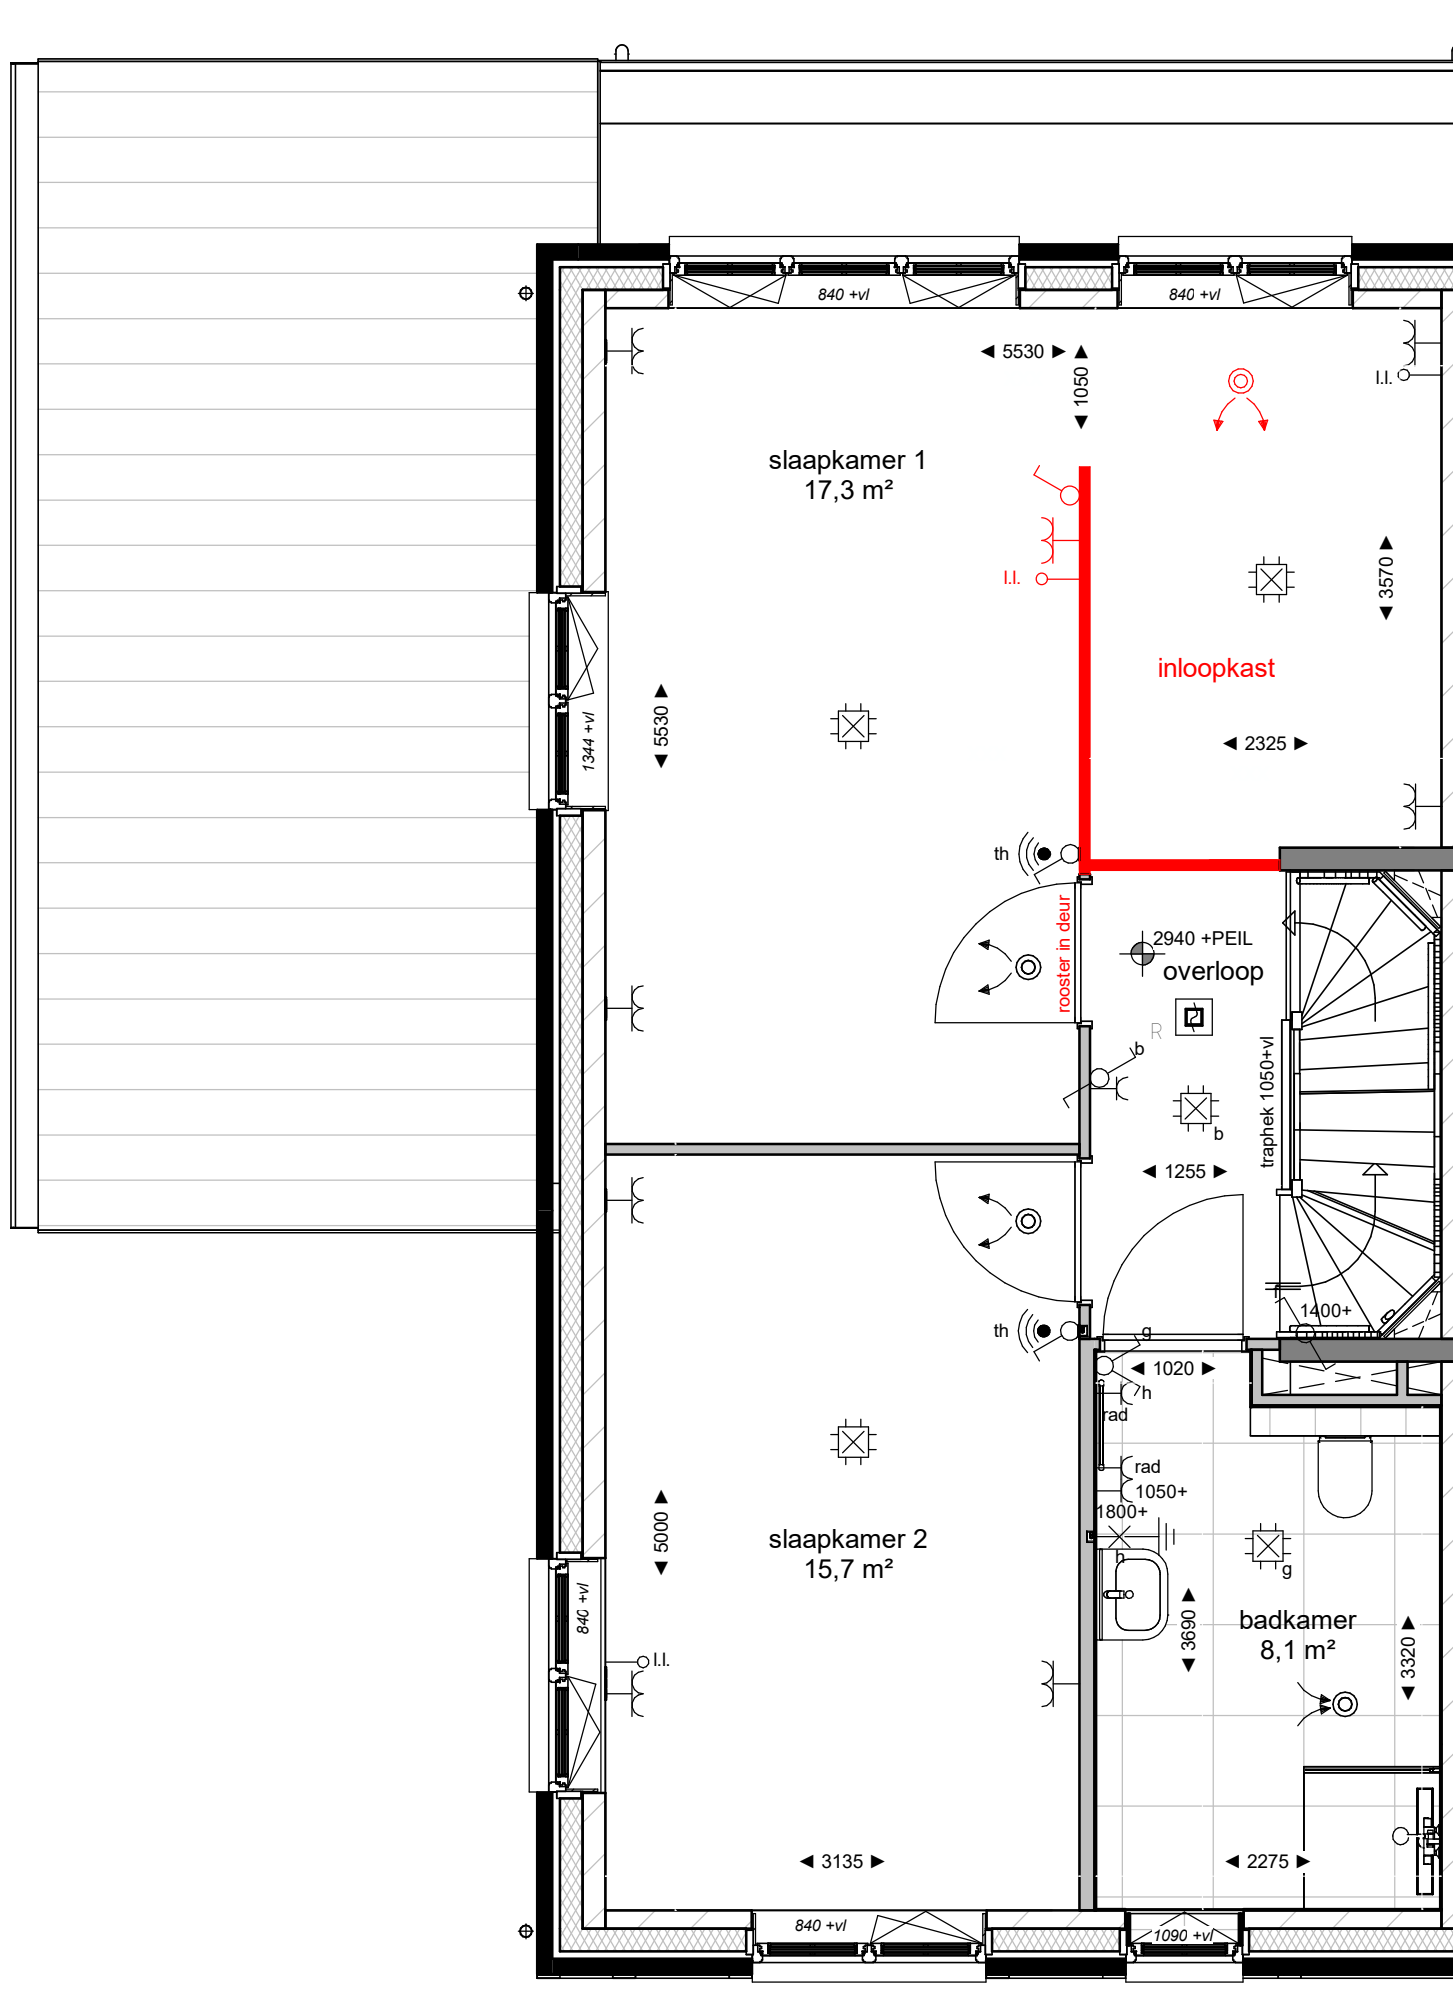 840 +vl
840 +vl
◄ 5530 ►
◄ 1050 ►
l.l.
slaapkamer 1
17,3 m²
l.l.
◄ 3570 ►
inloopkast
◄ 5530 ►
1344 +vl
◄ 2325 ►
th
rooster in deur
2940 +PEIL
overloop
R
b
traphek 1050+vl
b
◄ 1255 ►
1400+
th
g
◄ 1020 ►
h
rad
rad
1050+
1800+
h
g
◄ 5000 ►
slaapkamer 2
15,7 m²
840 +vl
◄ 3690 ►
badkamer
8,1 m²
◄ 3320 ►
l.l.
◄ 3135 ►
◄ 2275 ►
840 +vl
1090 +vl